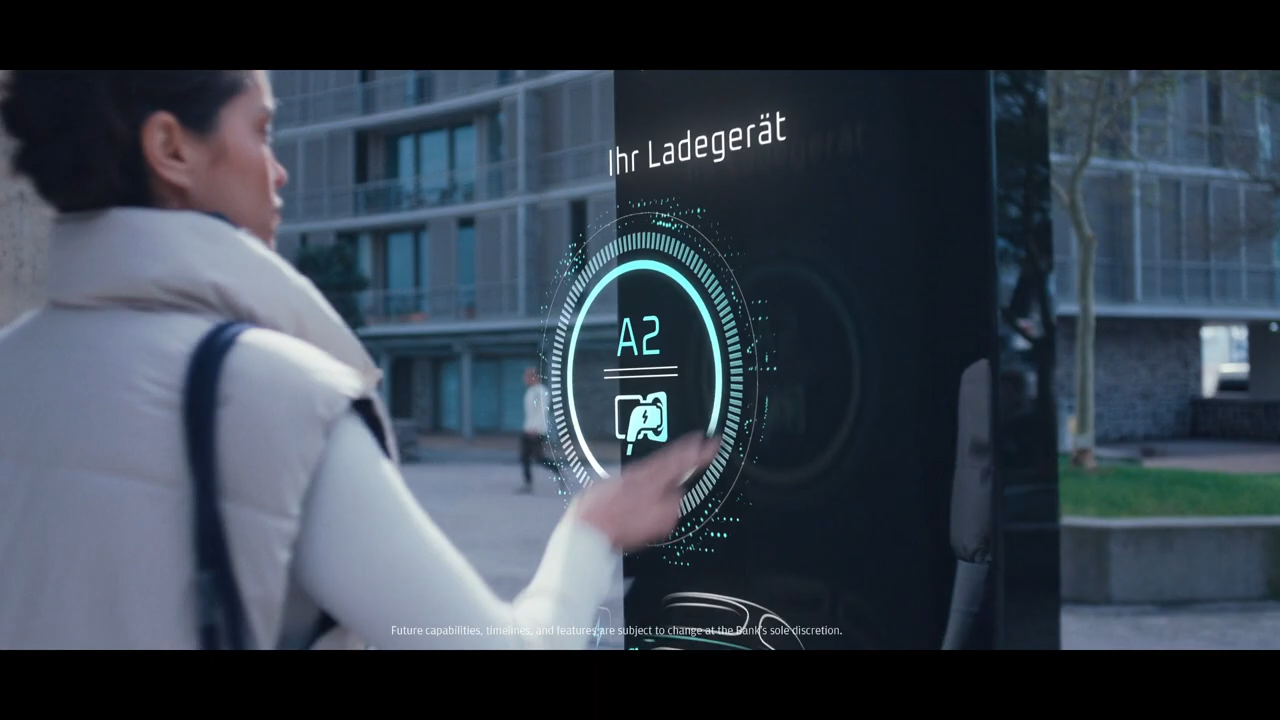 Ihr Ladegerät
A2
Future capabilities, timelines, and features are subject to change at the Bank's sole discretion.